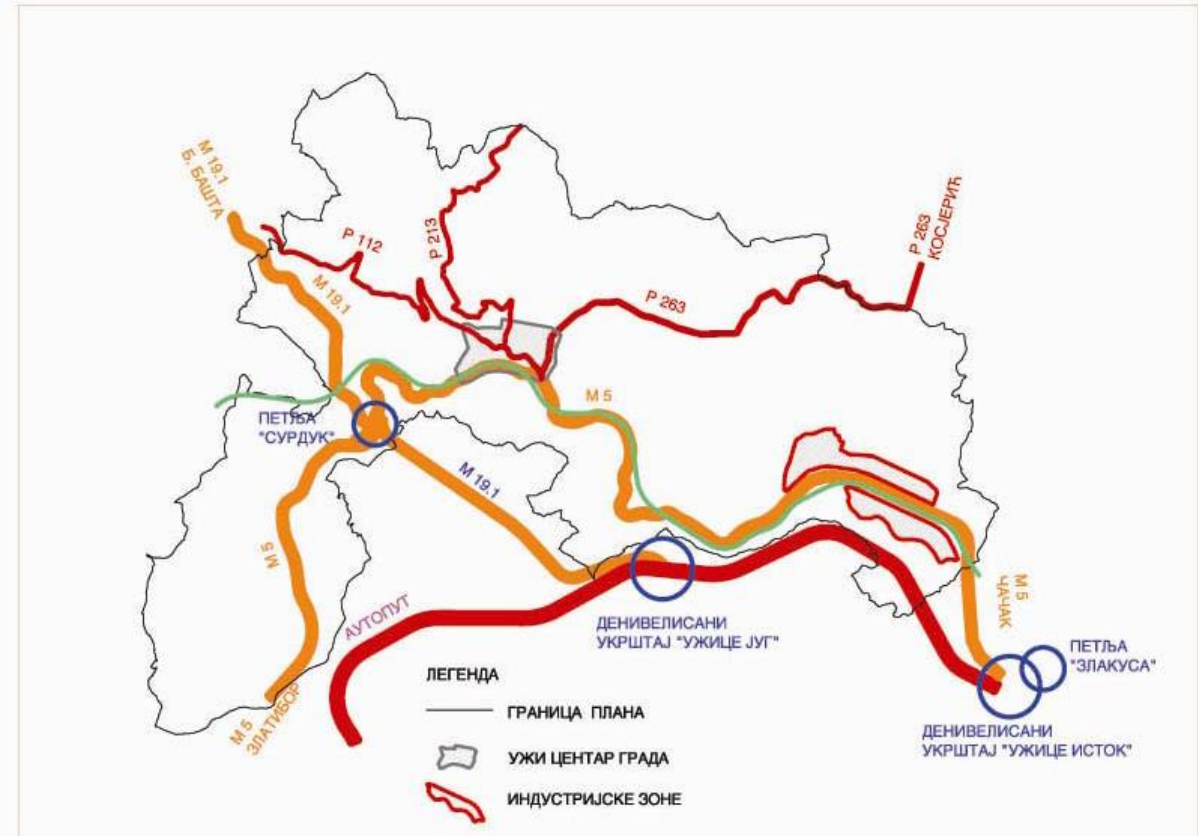 М 19.1
Б. БАШТА
Р 112
Р 213
Р 263
КОСЈЕРИЋ
М 19.1
Р 263
ПЕТЉА
"СУРДУК"
М 5
М 19.1
М 5
М 5
ЧАЧАК
АУТОПУТ
ДЕНИВЕЛИСАНИ
УКРШТАЈ "УЖИЦЕ ЈУГ"
ПЕТЉА
"ЗЛАКУСА"
М 5
ЗЛАТИБОР
ДЕНИВЕЛИСАНИ
УКРШТАЈ "УЖИЦЕ ИСТОК"
ЛЕГЕНДА
ГРАНИЦА ПЛАНА
УЖИ ЦЕНТАР ГРАДА
ИНДУСТРИЈСКЕ ЗОНЕ